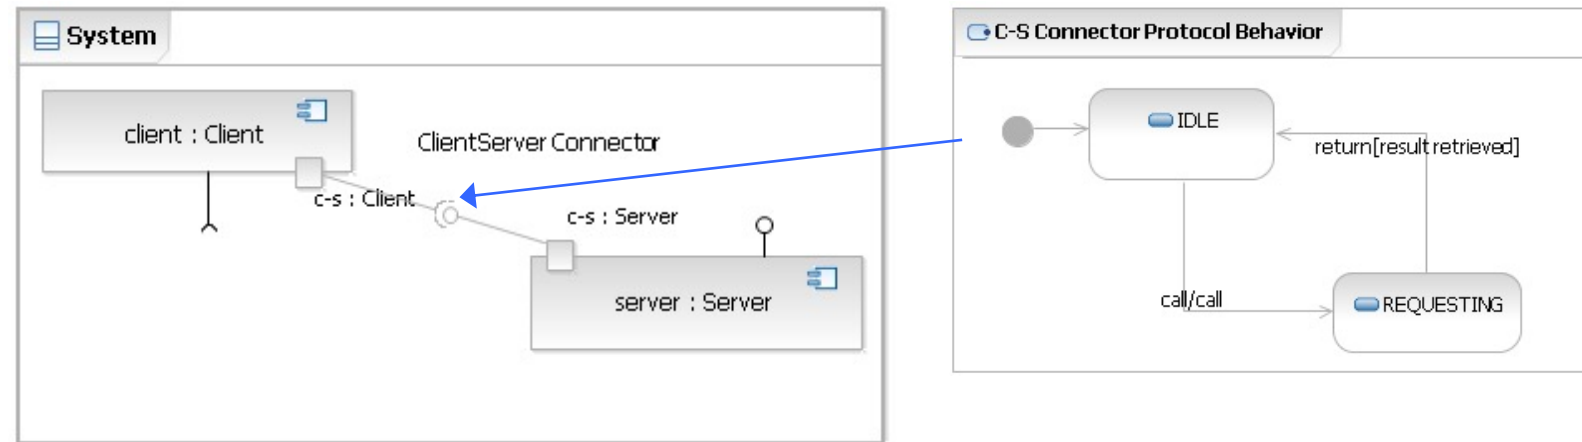 System
client : Client
ClientServer Connector
c-s : Client
c-s : Server
server : Server
C-S Connector Protocol Behavior
IDLE
return[result retrieved]
call/call
REQUESTING